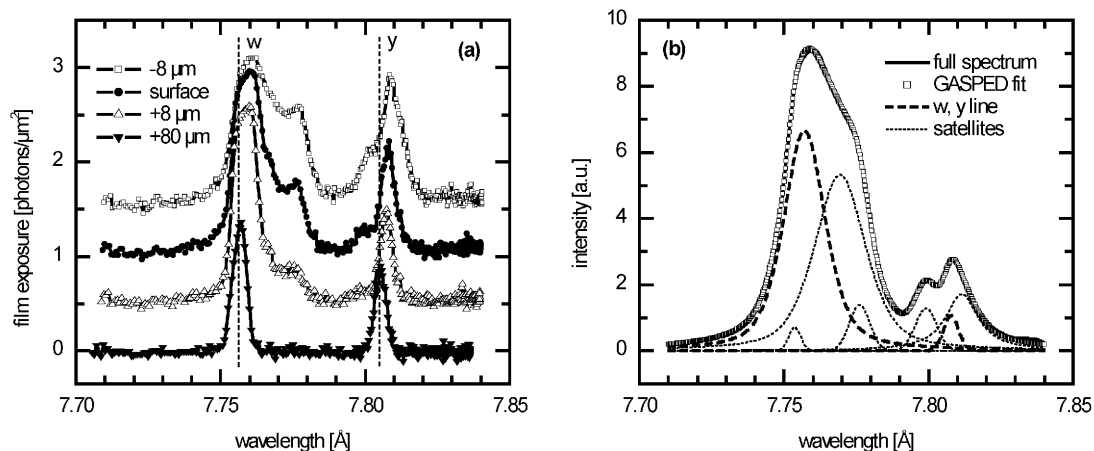 w
y
(a)
-8 µm
surface
+8 µm
+80 µm
film exposure [photons/µm²]
3
2
1
0
7.70
7.75
7.80
7.85
wavelength [Å]
(b)
full spectrum
GASPED fit
w, y line
satellites
intensity [a.u.]
10
8
6
4
2
0
7.70
7.75
7.80
7.85
wavelength [Å]